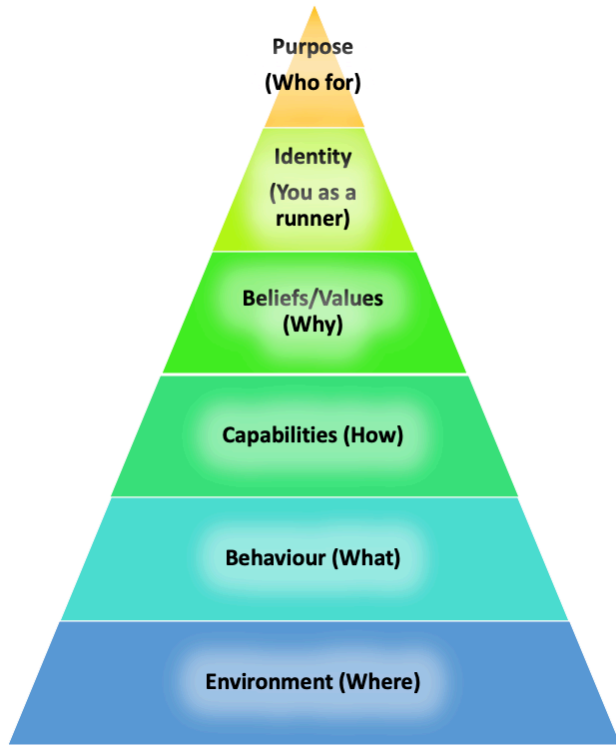 Purpose
(Who for)
Identity
(You as a
runner)
Beliefs/Values
(Why)
Capabilities (How)
Behaviour (What)
Environment (Where)